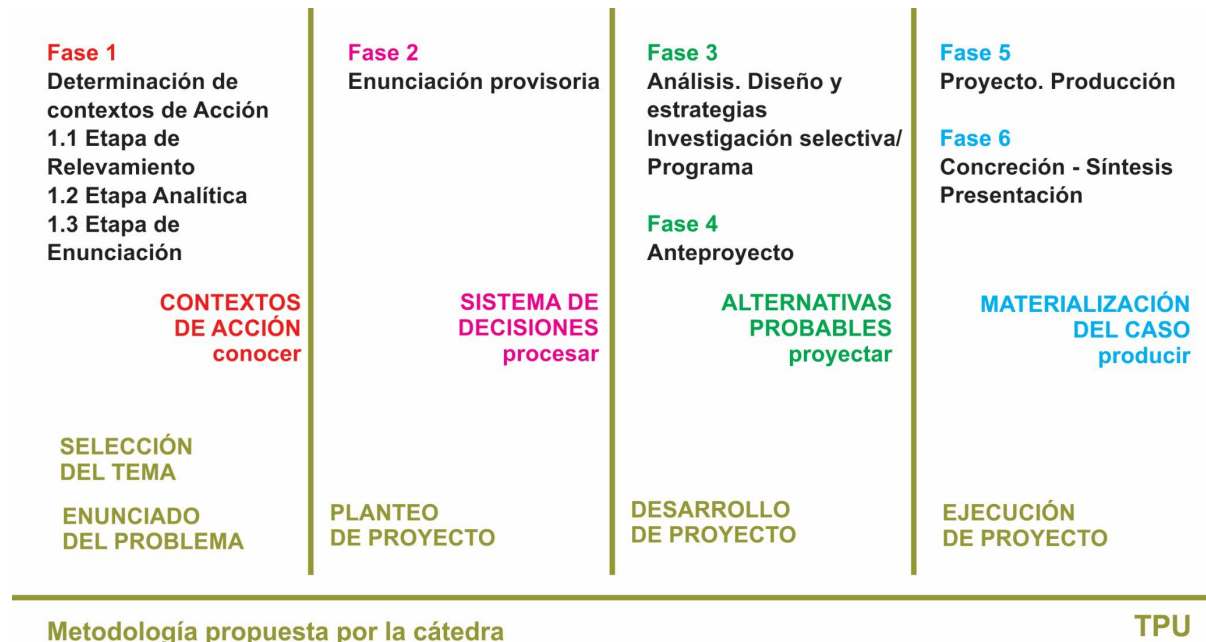 Fase 1
Determinación de
contextos de Acción
1.1 Etapa de
Relevamiento
1.2 Etapa Analítica
1.3 Etapa de
Enunciación
CONTEXTOS
DE ACCIÓN
conocer
SELECCIÓN
DEL TEMA
ENUNCIADO
DEL PROBLEMA
Fase 2
Enunciación provisoria
SISTEMA DE
DECISIONES
procesar
PLANTEO
DE PROYECTO
Fase 3
Análisis. Diseño y
estrategias
Investigación selectiva/
Programa
Fase 4
Anteproyecto
ALTERNATIVAS
PROBABLES
proyectar
DESARROLLO
DE PROYECTO
Fase 5
Proyecto. Producción
Fase 6
Concreción - Síntesis
Presentación
MATERIALIZACIÓN
DEL CASO
producir
EJECUCIÓN
DE PROYECTO
Metodología propuesta por la cátedra
TPU